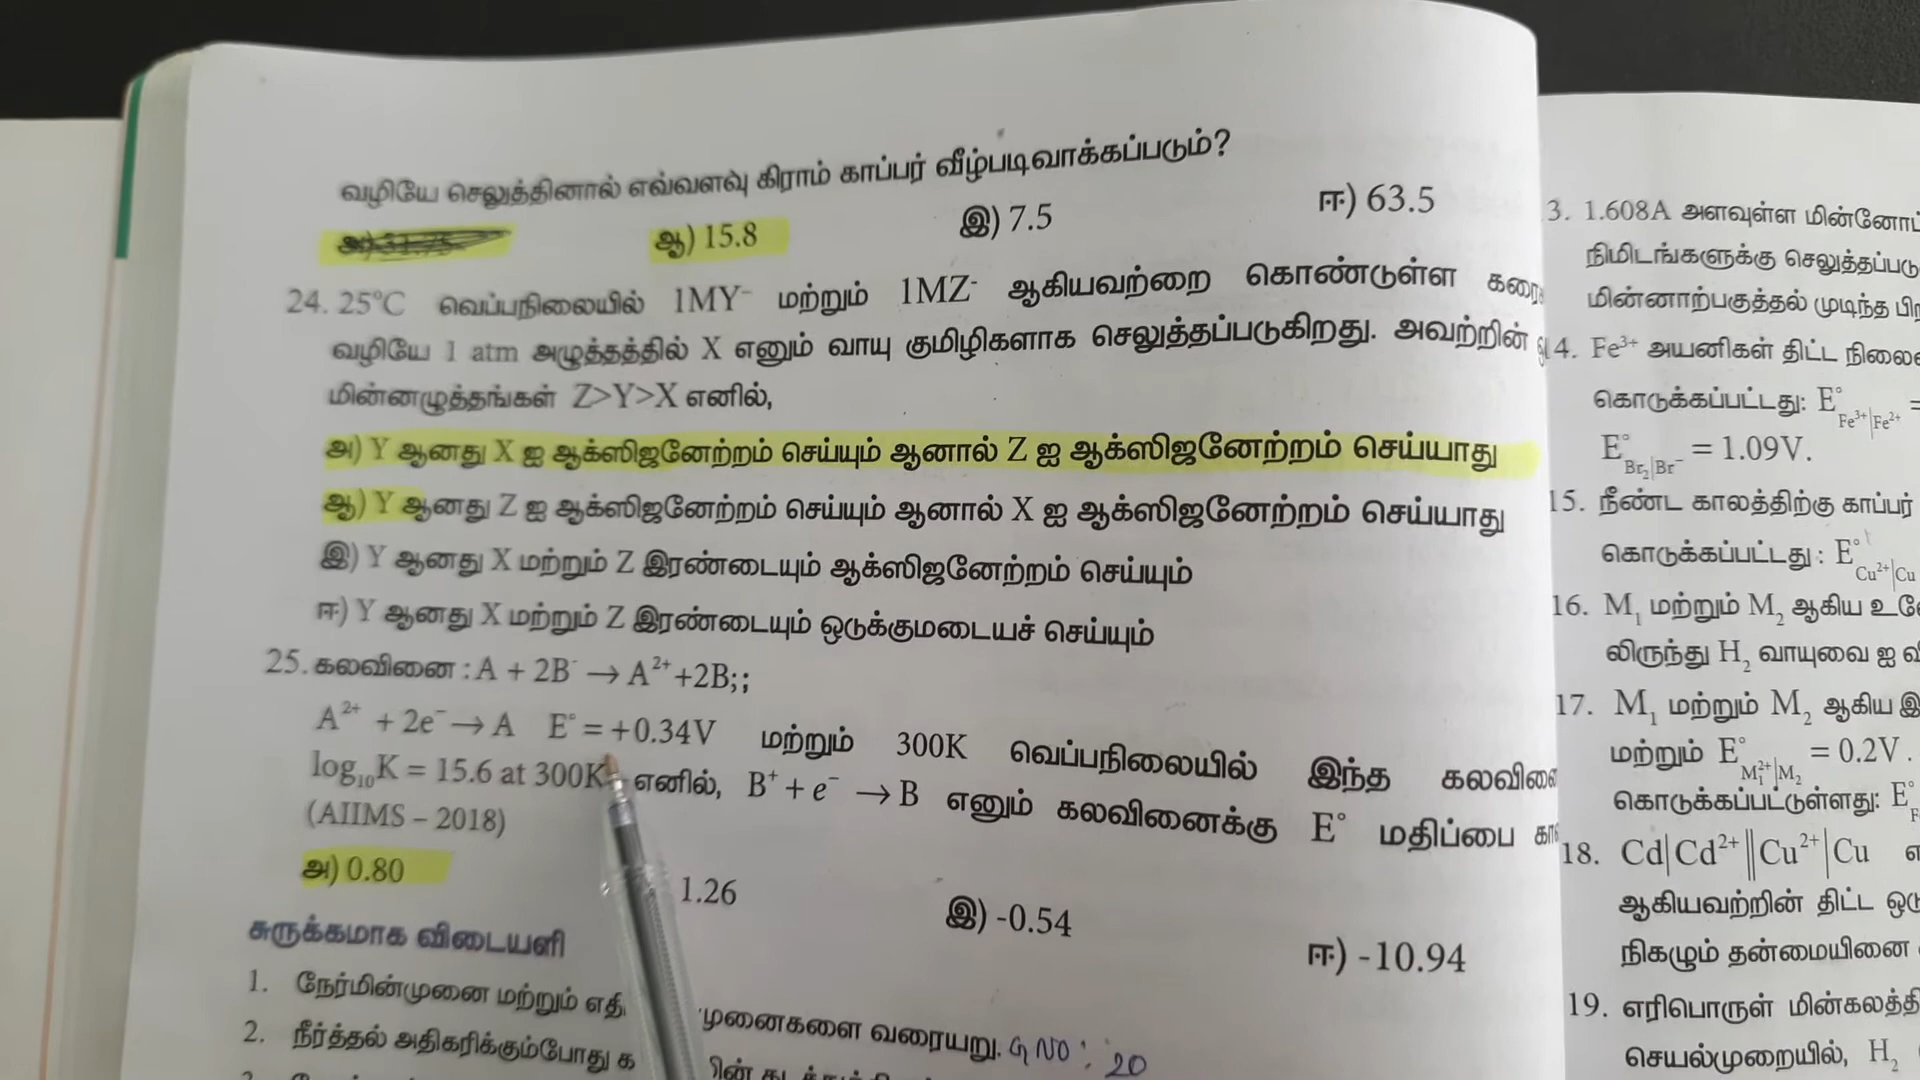 வழியே செலுத்தினால் எவ்வளவு கிராம் காப்பர் வீழ்படிவாக்கப்படும்?
ஆ) 15.8 இ) 7.5 ஈ) 63.5
24. 25°C வெப்பநிலையில் 1MY⁻ மற்றும் 1MZ⁻ ஆகியவற்றை கொண்டுள்ள
வழியே 1 atm அழுத்தத்தில் X எனும் வாயு குமிழிகளாக செலுத்தப்படுகிறது. அவற்றின்
மின்னழுத்தங்கள் Z>Y>X எனில்,
அ) Y ஆனது X ஐ ஆக்ஸிஜனேற்றம் செய்யும் ஆனால் Z ஐ ஆக்ஸிஜனேற்றம் செய்யாது
ஆ) Y ஆனது Z ஐ ஆக்ஸிஜனேற்றம் செய்யும் ஆனால் X ஐ ஆக்ஸிஜனேற்றம் செய்யாது
இ) Y ஆனது X மற்றும் Z இரண்டையும் ஆக்ஸிஜனேற்றம் செய்யும்
ஈ) Y ஆனது X மற்றும் Z இரண்டையும் ஒடுக்குமடையச் செய்யும்
25. கலவினை : A + 2B⁻ → A²⁺ +2B;;
A²⁺ + 2e⁻ → A E° = +0.34V மற்றும் 300K வெப்பநிலையில் இந்த
log₁₀K = 15.6 at 300K எனில், B⁺ + e⁻ → B எனும் கலவினைக்கு E° மதிப்பை
(AIIMS – 2018)
அ) 0.80 1.26 இ) -0.54 ஈ) -10.94
சுருக்கமாக விடையளி
1. நேர்மின்முனை மற்றும் முனைகளை வரையறு. G NO : 20
2. நீர்த்தல் அதிகரிக்கும்போது
3. 1.608A அளவுள்ள
நிமிடங்களுக்கு
மின்னாற்பகுத்தல் முடிந்த
14. Fe³⁺ அயனிகள் திட்ட
கொடுக்கப்பட்டது: E°Fe³⁺|Fe²⁺ =
E°Br₂|Br⁻ = 1.09V.
15. நீண்ட காலத்திற்கு காப்பர்
கொடுக்கப்பட்டது : E°Cu²⁺|Cu
16. M₁ மற்றும் M₂ ஆகிய
லிருந்து H₂ வாயுவை ஐ
17. M₁ மற்றும் M₂ ஆகிய
மற்றும் E°M₁²⁺|M₂ = 0.2V.
கொடுக்கப்பட்டுள்ளது: E°
18. Cd|Cd²⁺||Cu²⁺|Cu
ஆகியவற்றின் திட்ட
நிகழும் தன்மையினை
19. எரிபொருள்
செயல்முறையில், H₂